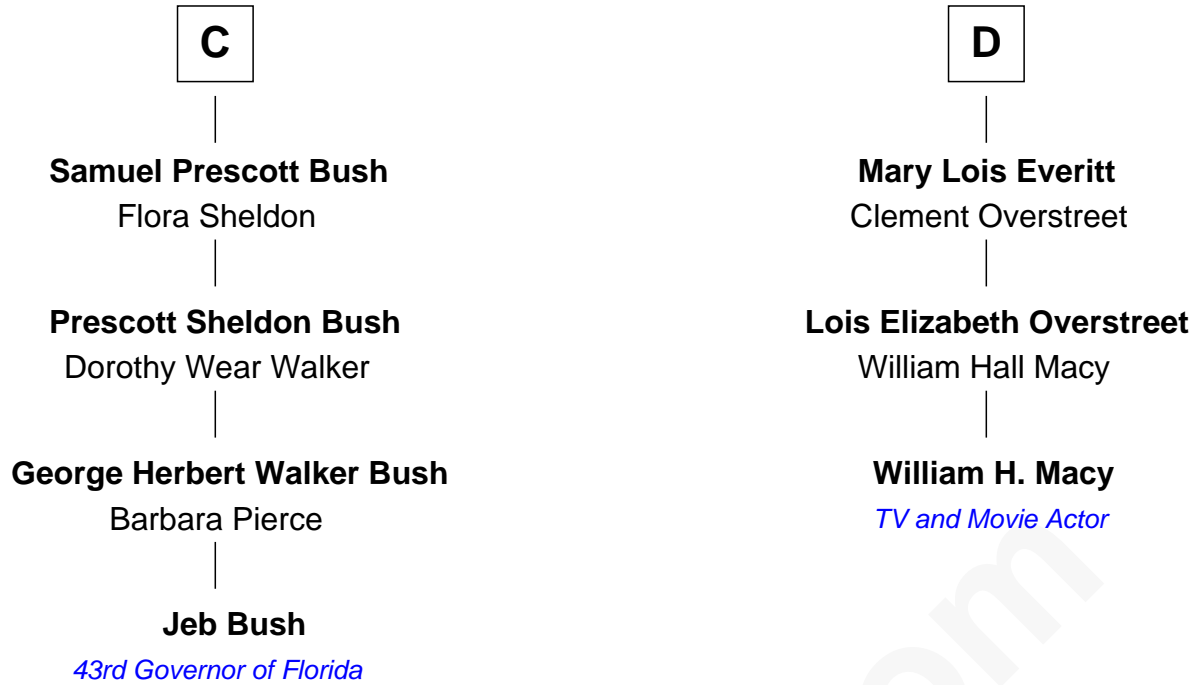 C
Samuel Prescott Bush
Flora Sheldon
Prescott Sheldon Bush
Dorothy Wear Walker
George Herbert Walker Bush
Barbara Pierce
Jeb Bush
43rd Governor of Florida
D
Mary Lois Everitt
Clement Overstreet
Lois Elizabeth Overstreet
William Hall Macy
William H. Macy
TV and Movie Actor
om